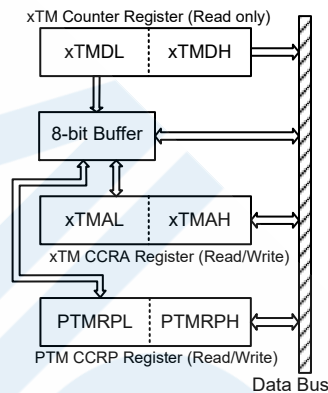 xTM Counter Register (Read only)
xTMDL xTMDH
8-bit Buffer
xTMAL xTMAH
xTM CCRA Register (Read/Write)
PTMRPL PTMRPH
PTM CCRP Register (Read/Write)
Data Bus